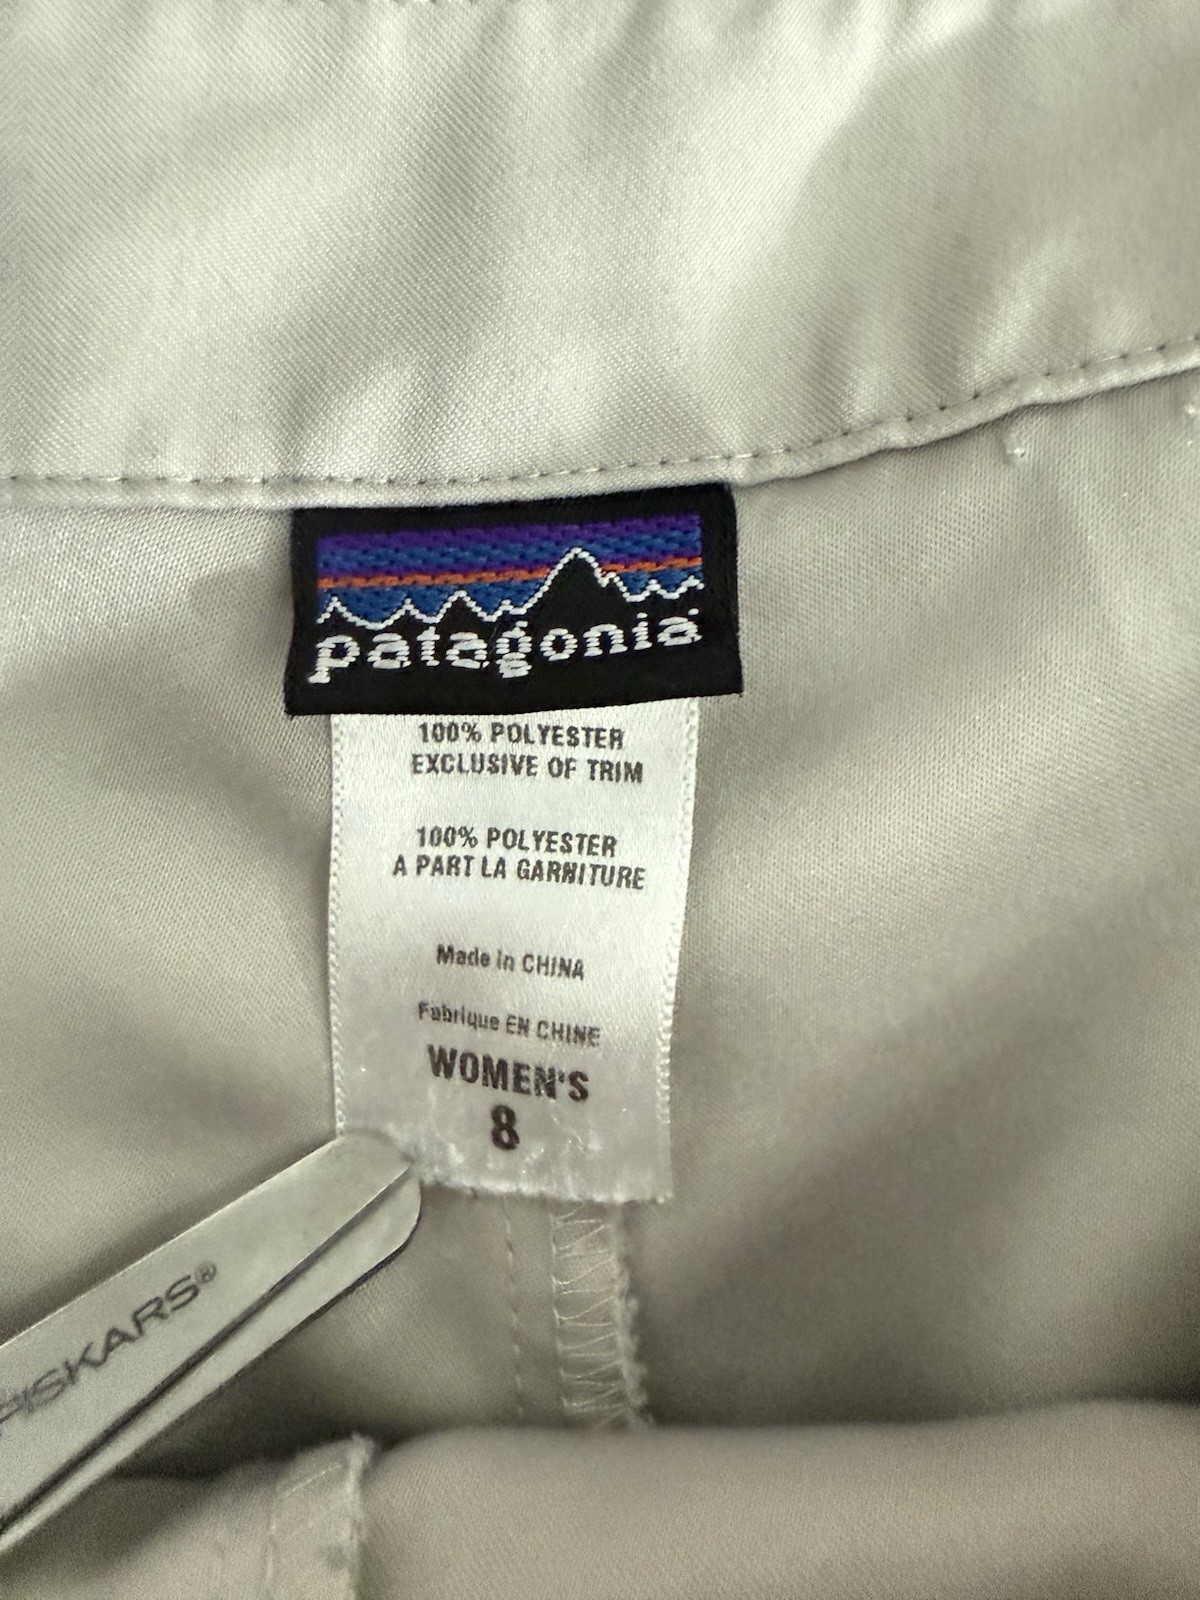 patagonia
100% POLYESTER
EXCLUSIVE OF TRIM
100% POLYESTER
A PART LA GARNITURE
Made in CHINA
Fabrique EN CHINE
WOMEN'S
8
FISKARS®